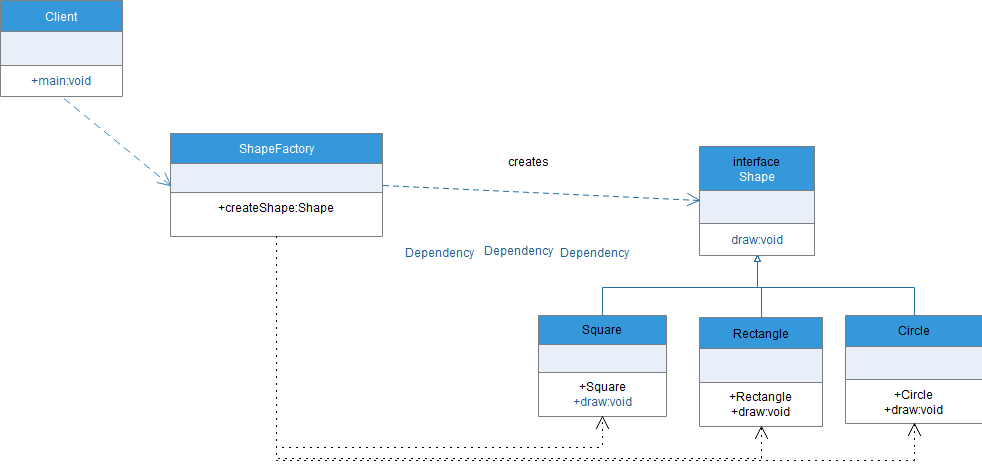 Client
+main:void
ShapeFactory
+createShape:Shape
creates
interface
Shape
draw:void
Dependency
Dependency
Dependency
Square
+Square
+draw:void
Rectangle
+Rectangle
+draw:void
Circle
+Circle
+draw:void